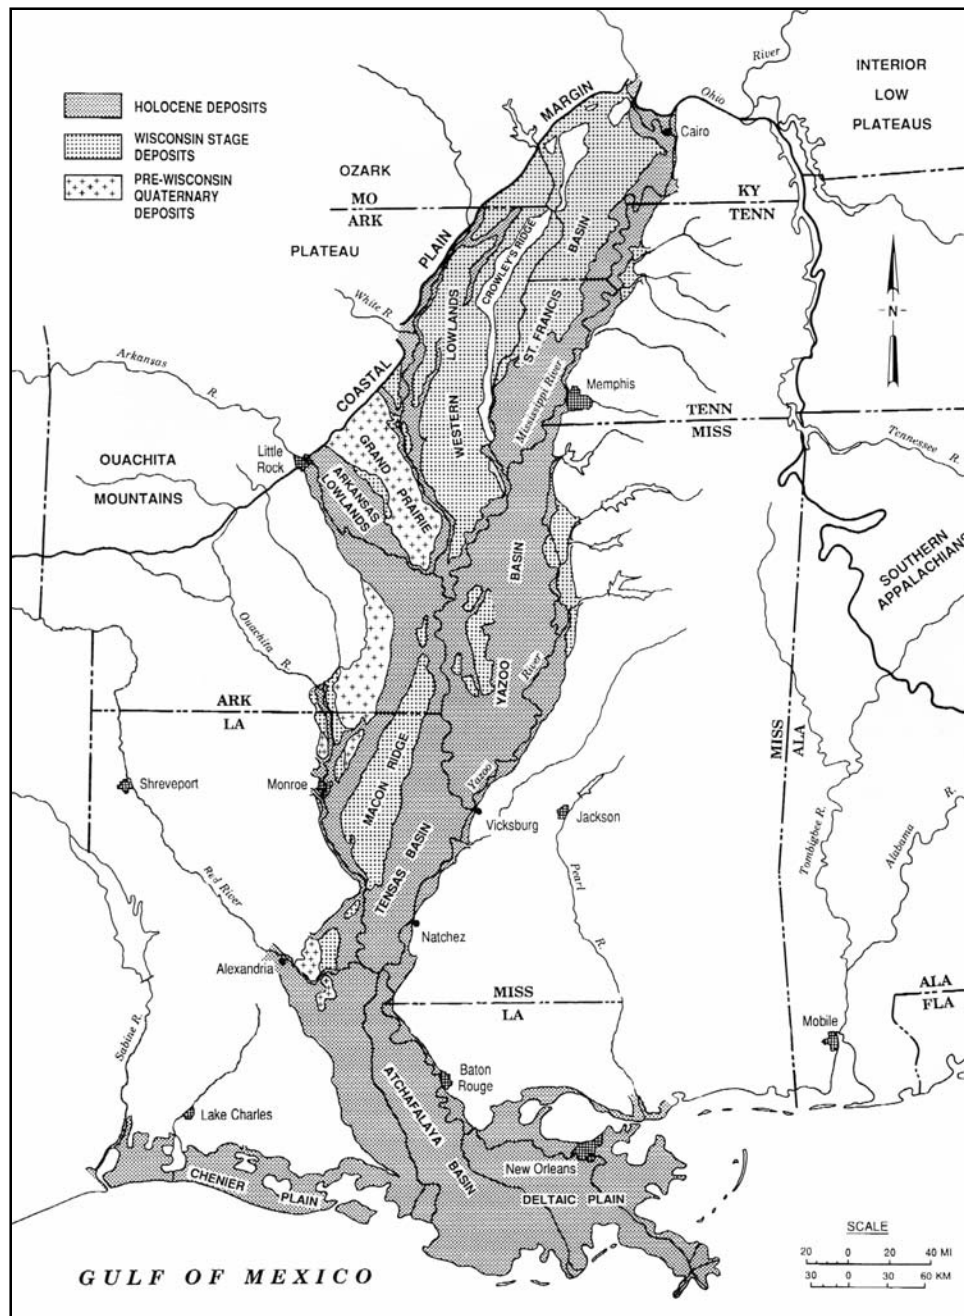 HOLOCENE DEPOSITS
WISCONSIN STAGE
DEPOSITS
PRE-WISCONSIN
QUATERNARY
DEPOSITS
INTERIOR
LOW
PLATEAUS
River
Ohio
Cairo
MARGIN
PLAIN
COASTAL
OZARK
PLATEAU
MO
ARK
KY
TENN
CROWLEY'S RIDGE
BASIN
ST. FRANCIS
LOWLANDS
WESTERN
White R.
Arkansas
R.
N
Mississippi River
Memphis
TENN
MISS
Tennessee
R.
Little
Rock
OUACHITA
MOUNTAINS
GRAND
PRAIRIE
ARKANSAS
LOWLANDS
SOUTHERN
APPALACHIANS
BASIN
YAZOO
River
Yazoo
Ouachita
R.
ARK
LA
MISS
ALA
Shreveport
Monroe
MACON RIDGE
Vicksburg
Jackson
TENSAS BASIN
Tombigbee R.
Alabama
R.
Red River
Pearl
R.
Natchez
Alexandria
MISS
LA
ALA
FLA
Sabine R.
Mobile
Baton
Rouge
Lake Charles
ATCHAFALAYA
BASIN
New Orleans
CHENIER
PLAIN
DELTAIC PLAIN
SCALE
20 0 20 40 MI
30 0 30 60 KM
GULF OF MEXICO